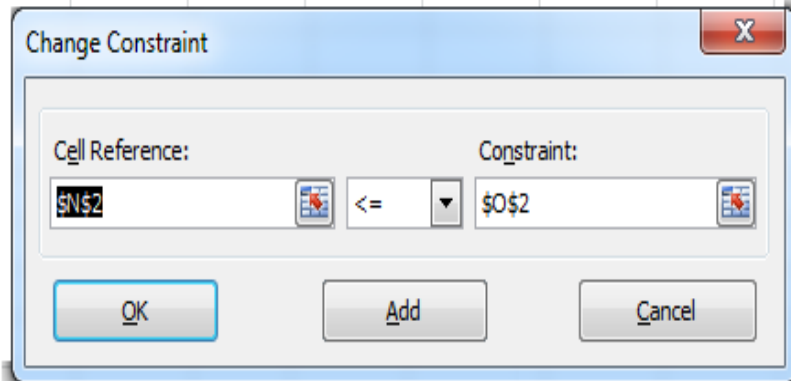 Change Constraint
X
Cell Reference:
Constraint:
$N$2
<=
$O$2
OK
Add
Cancel